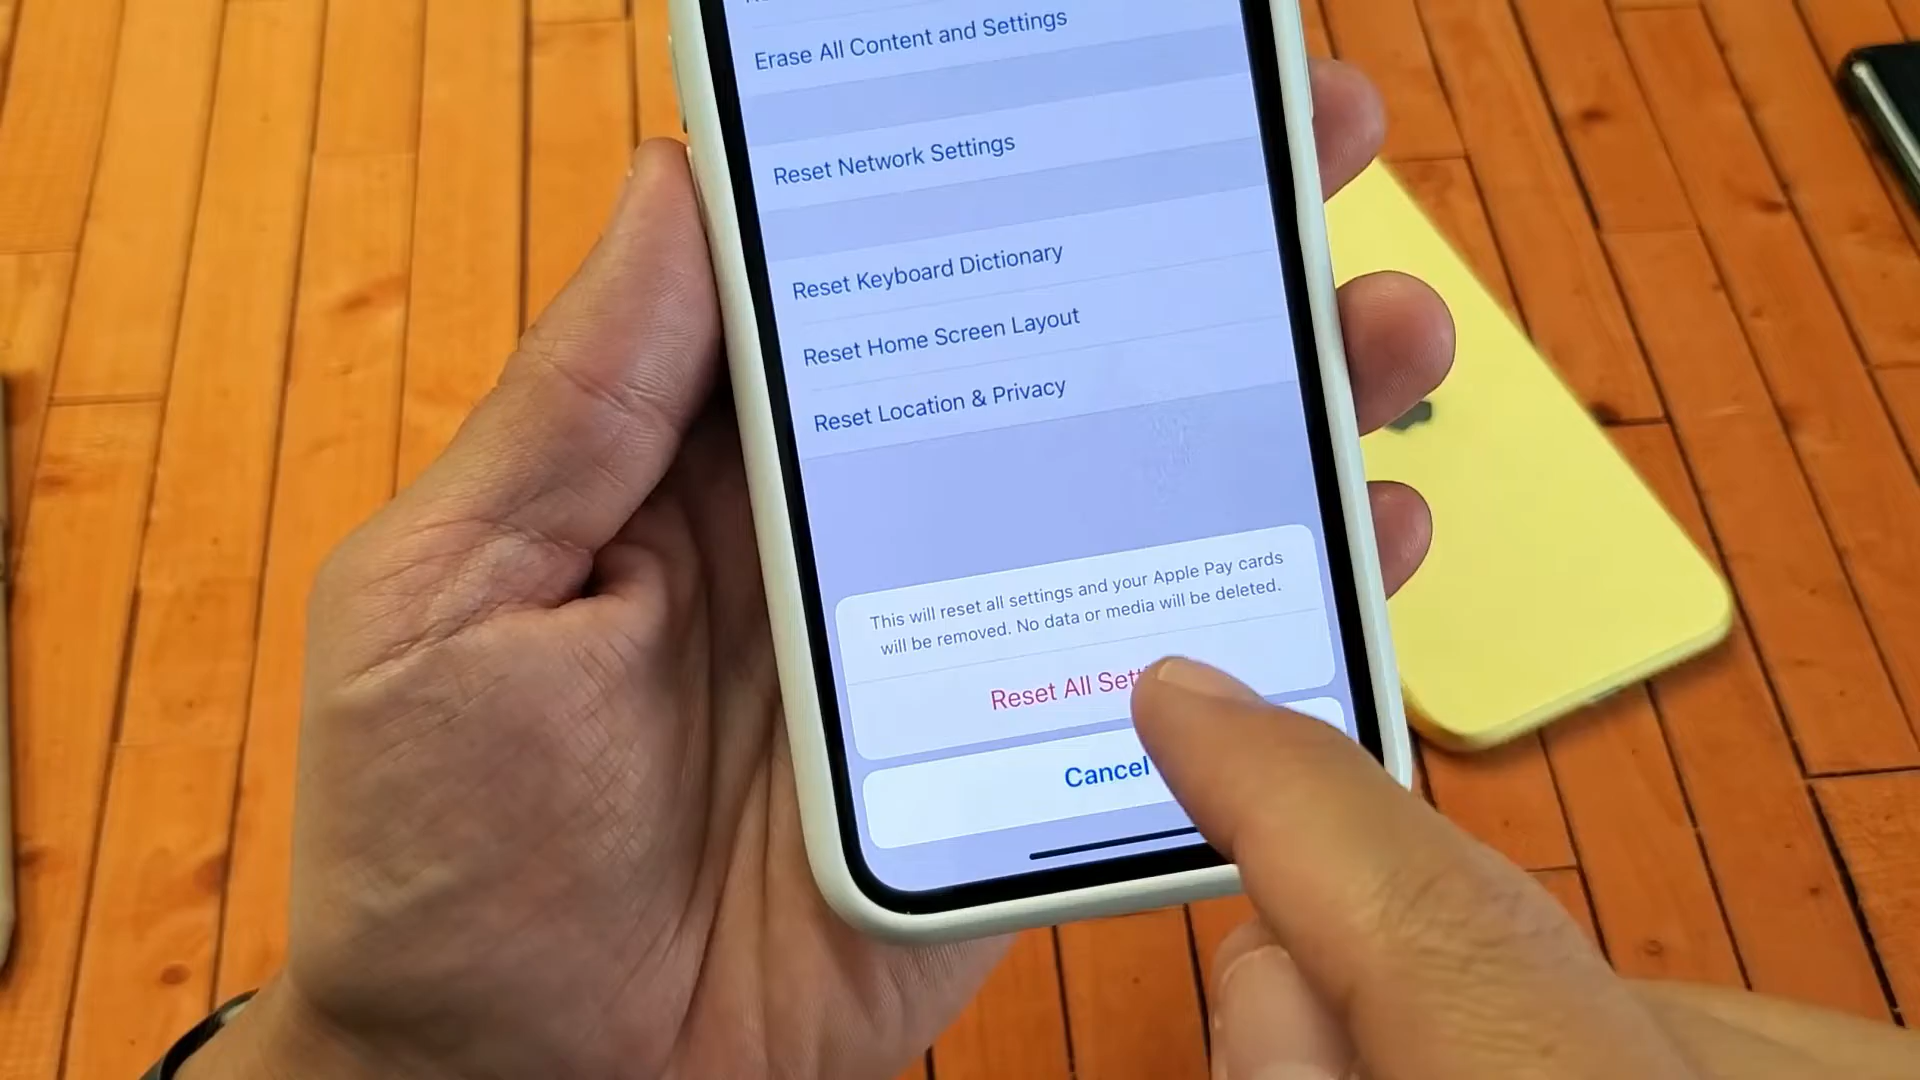 Erase All Content and Settings
Reset Network Settings
Reset Keyboard Dictionary
Reset Home Screen Layout
Reset Location & Privacy
This will reset all settings and your Apple Pay cards
will be removed. No data or media will be deleted.
Reset All
Cancel